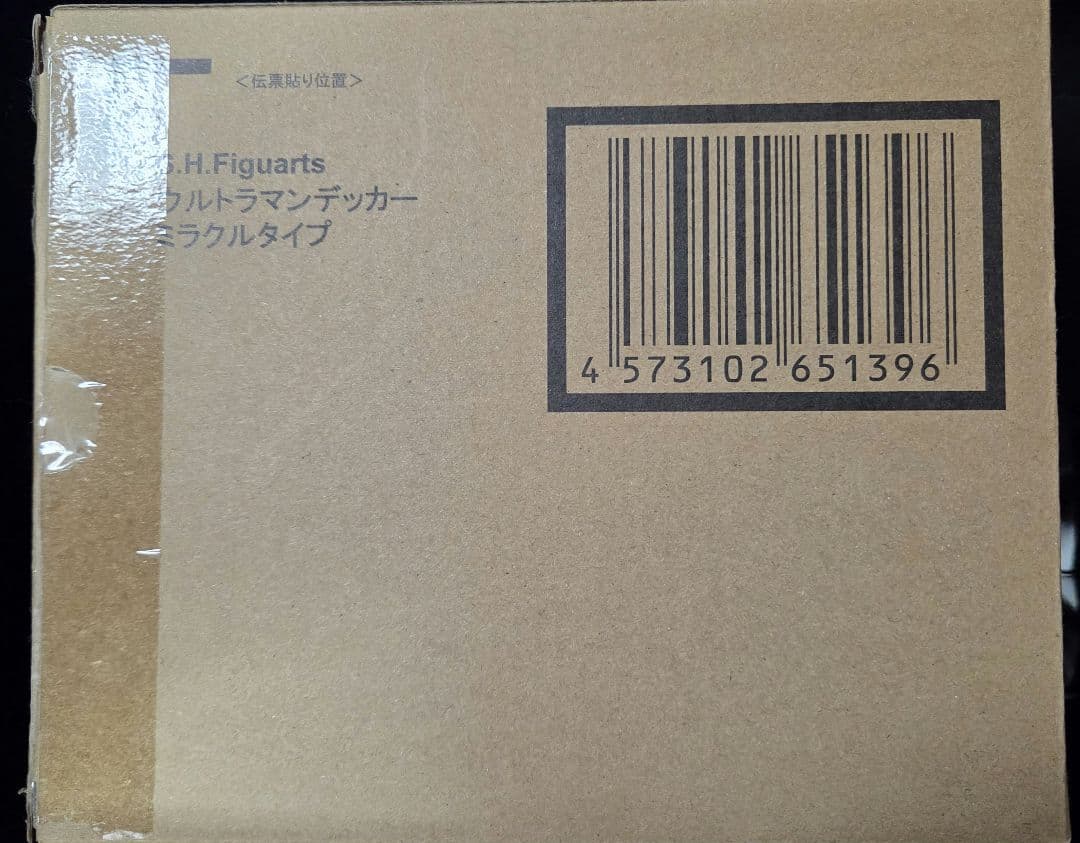 ＜伝票貼り位置＞
S.H.Figuarts
ウルトラマンデッカー
ミラクルタイプ
4 573102 651396